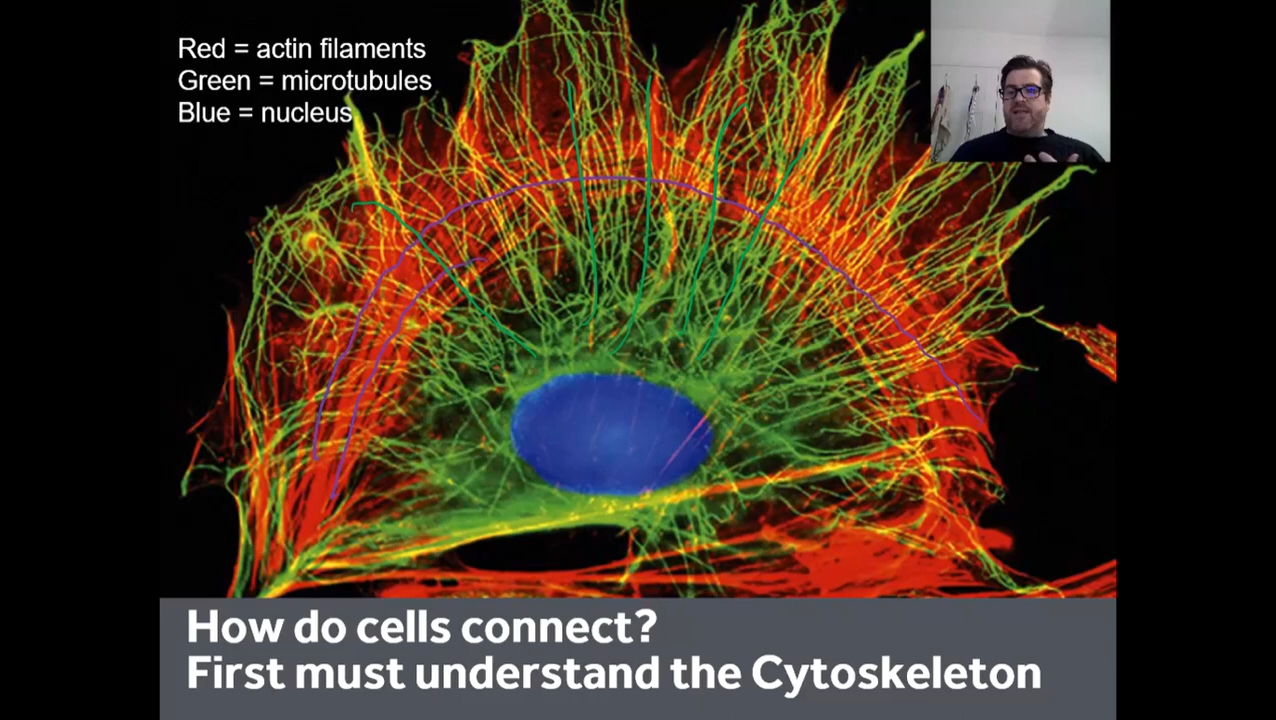 Red = actin filaments
Green = microtubules
Blue = nucleus
How do cells connect?
First must understand the Cytoskeleton